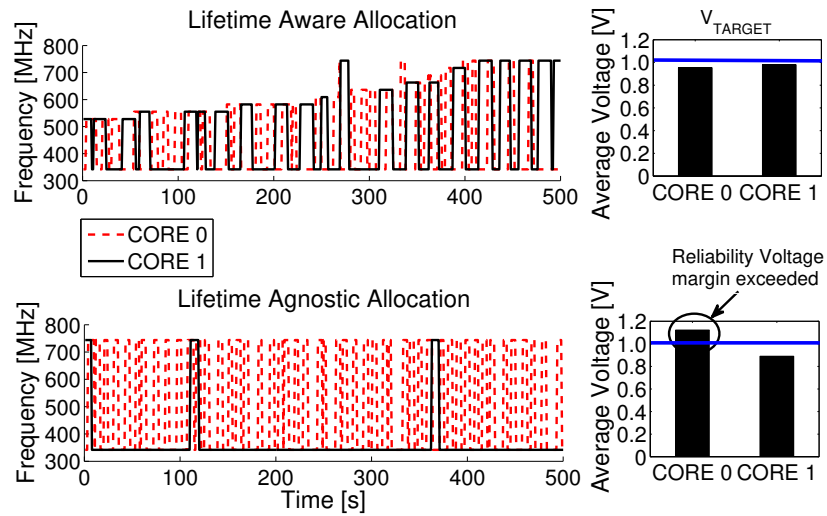 Lifetime Aware Allocation
Frequency [MHz]
800
700
600
500
400
300
0 100 200 300 400 500
CORE 0
CORE 1
V_TARGET
Average Voltage [V]
1.2
1.0
0.8
0.6
0.4
0.2
0
CORE 0 CORE 1
Lifetime Agnostic Allocation
Frequency [MHz]
800
700
600
500
400
300
0 100 200 300 400 500
Time [s]
Reliability Voltage
margin exceeded
Average Voltage [V]
1.2
1.0
0.8
0.6
0.4
0.2
0
CORE 0 CORE 1